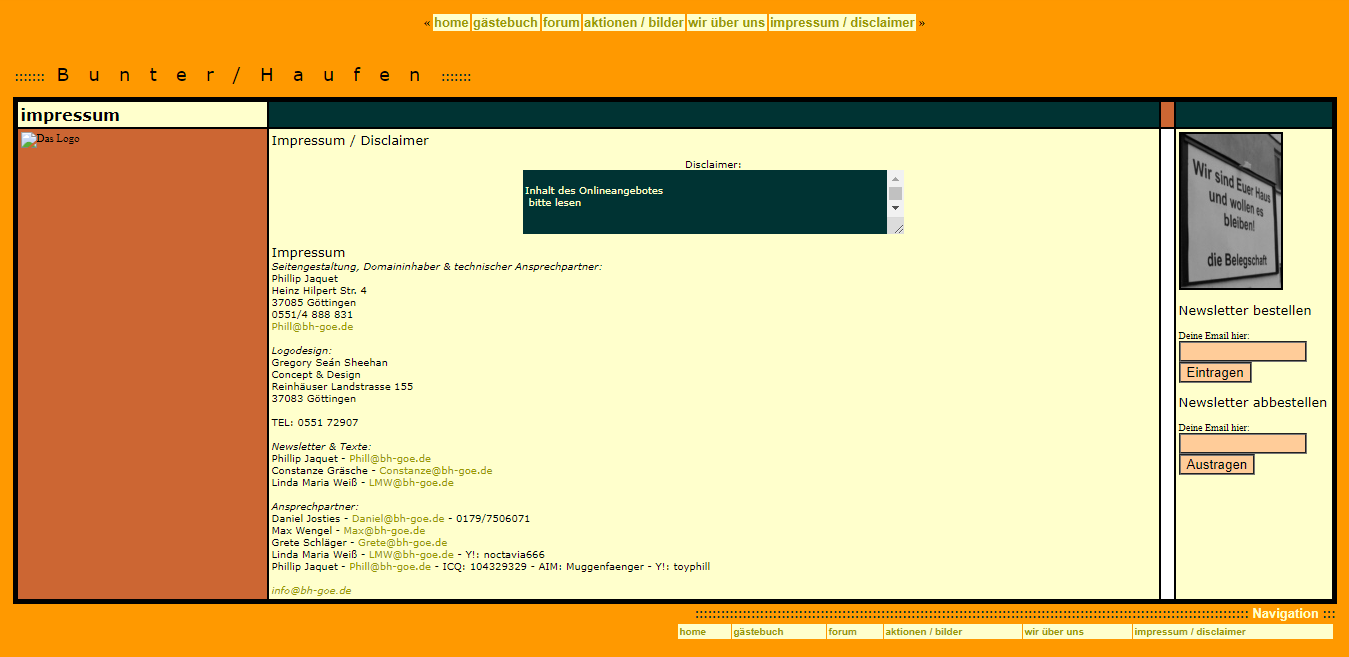 « home gästebuch forum aktionen / bilder wir über uns impressum / disclaimer »
::::::: B u n t e r / H a u f e n :::::::
impressum
Das Logo
Impressum / Disclaimer
Disclaimer:
Inhalt des Onlineangebotes
bitte lesen
Impressum
Seitengestaltung, Domaininhaber & technischer Ansprechpartner:
Phillip Jaquet
Heinz Hilpert Str. 4
37085 Göttingen
0551/4 888 831
Phill@bh-goe.de
Logodesign:
Gregory Seán Sheehan
Concept & Design
Reinhäuser Landstrasse 155
37083 Göttingen
TEL: 0551 72907
Newsletter & Texte:
Phillip Jaquet - Phill@bh-goe.de
Constanze Gräsche - Constanze@bh-goe.de
Linda Maria Weiß - LMW@bh-goe.de
Ansprechpartner:
Daniel Josties - Daniel@bh-goe.de - 0179/7506071
Max Wengel - Max@bh-goe.de
Grete Schläger - Grete@bh-goe.de
Linda Maria Weiß - LMW@bh-goe.de - Y!: noctavia666
Phillip Jaquet - Phill@bh-goe.de - ICQ: 104329329 - AIM: Muggenfaenger - Y!: toyphill
info@bh-goe.de
Wir sind Euer Haus
und wollen es
bleiben!
die Belegschaft
Newsletter bestellen
Deine Email hier:
Eintragen
Newsletter abbestellen
Deine Email hier:
Austragen
Navigation :::
home gästebuch forum aktionen / bilder wir über uns impressum / disclaimer